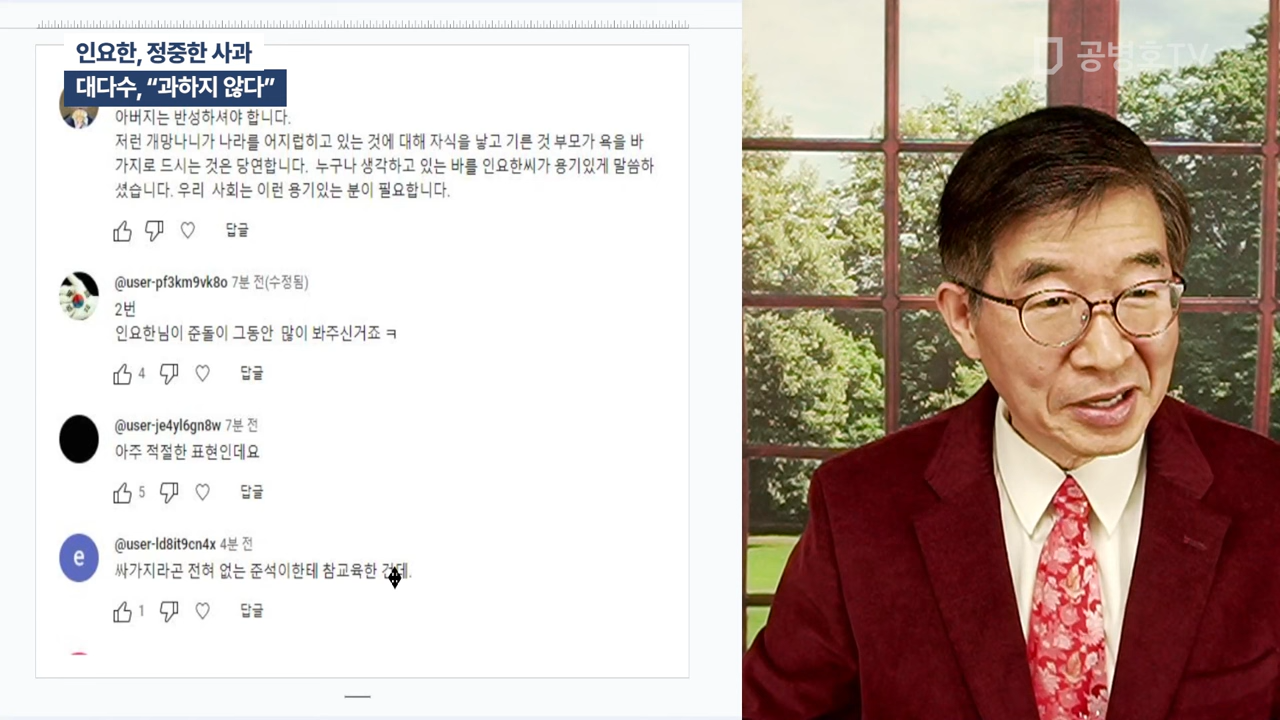 인요한, 정중한 사과
대다수, “과하지 않다”
아버지는 반성하셔야 합니다.
저런 개망나니가 나라를 어지럽히고 있는 것에 대해 자식을 낳고 기른 것 부모가 욕을 바
가지로 드시는 것은 당연합니다. 누구나 생각하고 있는 바를 인요한씨가 용기있게 말씀하
셨습니다. 우리 사회는 이런 용기있는 분이 필요합니다.
답글
@user-pf3km9vk8o 7분 전(수정됨)
2번
인요한님이 준돌이 그동안 많이 봐주신거죠 ㅋ
4 답글
@user-je4yl6gn8w 7분 전
아주 적절한 표현인데요
5 답글
e
@user-ld8it9cn4x 4분 전
싸가지라곤 전혀 없는 준석이한테 참교육한 건데.
1 답글
공병호TV